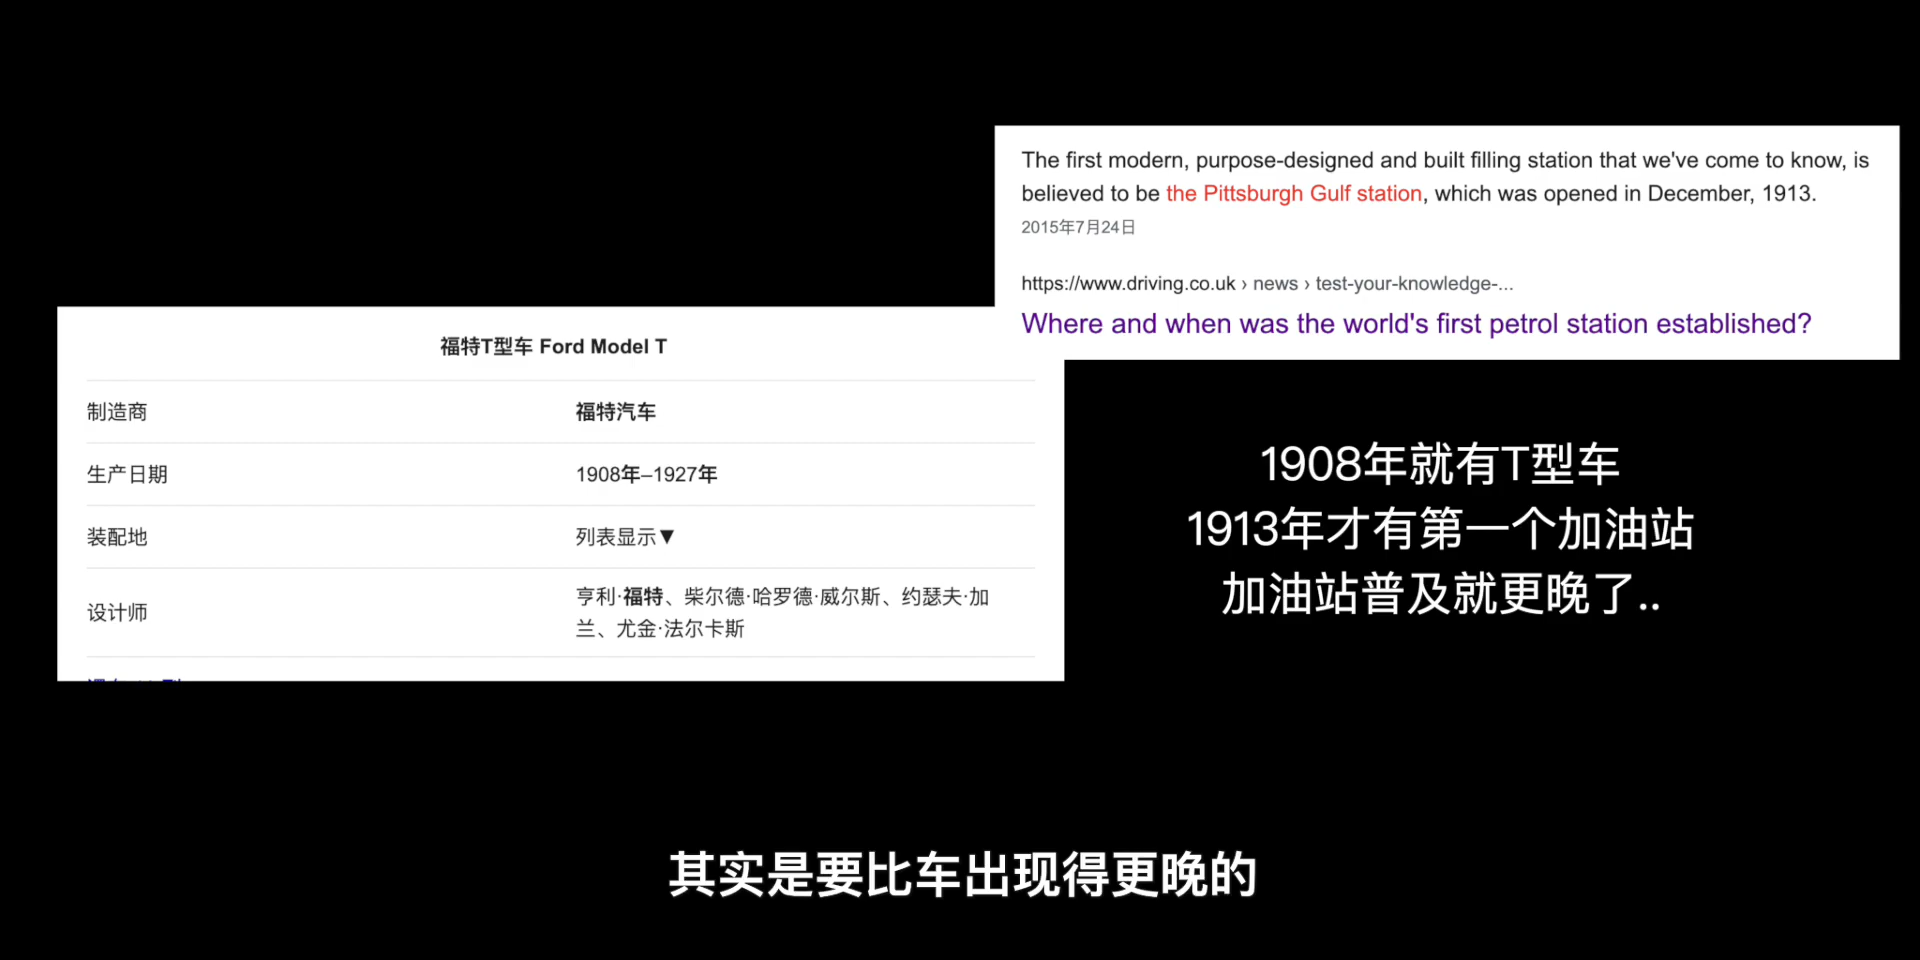 The first modern, purpose-designed and built filling station that we've come to know, is
believed to be the Pittsburgh Gulf station, which was opened in December, 1913.
2015年7月24日
https://www.driving.co.uk › news › test-your-knowledge-...
Where and when was the world's first petrol station established?
福特T型车 Ford Model T
制造商 福特汽车
生产日期 1908年–1927年
装配地 列表显示▼
设计师 亨利·福特、柴尔德·哈罗德·威尔斯、约瑟夫·加
兰、尤金·法尔卡斯
1908年就有T型车
1913年才有第一个加油站
加油站普及就更晚了..
其实是要比车出现得更晚的